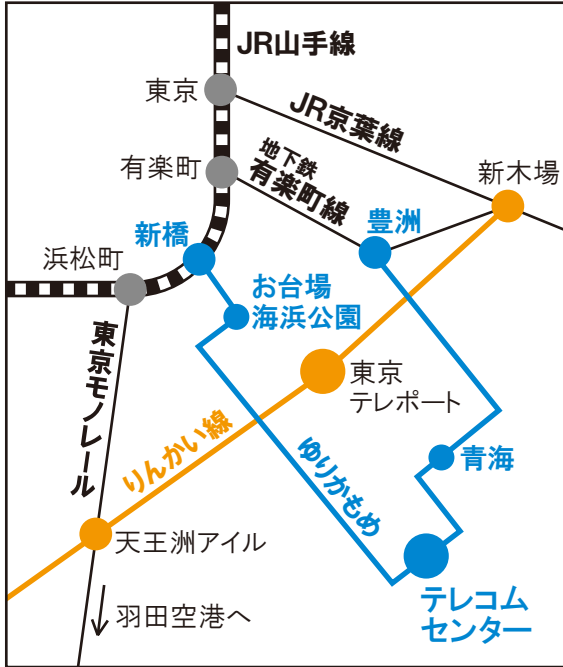 JR山手線
東京
JR京葉線
有楽町
地下鉄
有楽町線
新木場
新橋
豊洲
浜松町
お台場
海浜公園
東京モノレール
東京
テレポート
りんかい線
ゆりかもめ
青海
天王洲アイル
テレコム
センター
羽田空港へ